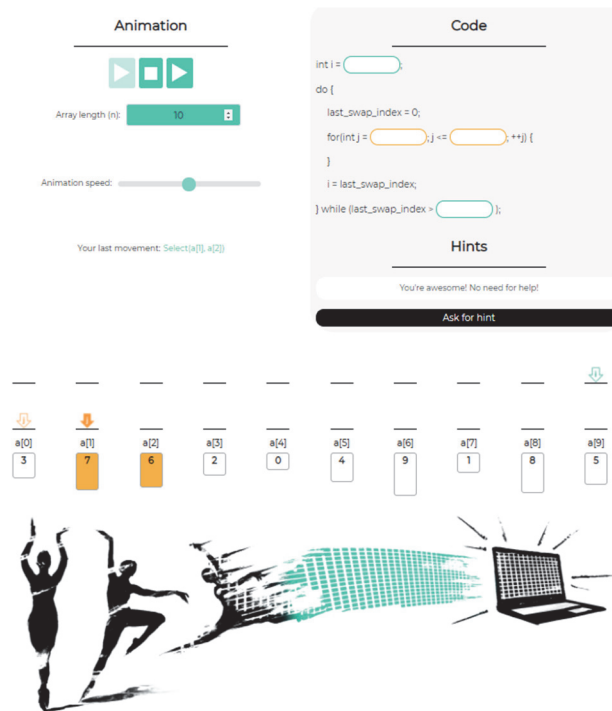 Animation
Array length (n): 10
Animation speed:
Your last movement: Select(a[1], a[2])
Code
int i = ;
do {
last_swap_index = 0;
for(int j = ; j <= ; ++j) {
}
i = last_swap_index;
} while (last_swap_index > );
Hints
You're awesome! No need for help!
Ask for hint
i
j j
a[0] a[1] a[2] a[3] a[4] a[5] a[6] a[7] a[8] a[9]
3 7 6 2 0 4 9 1 8 5